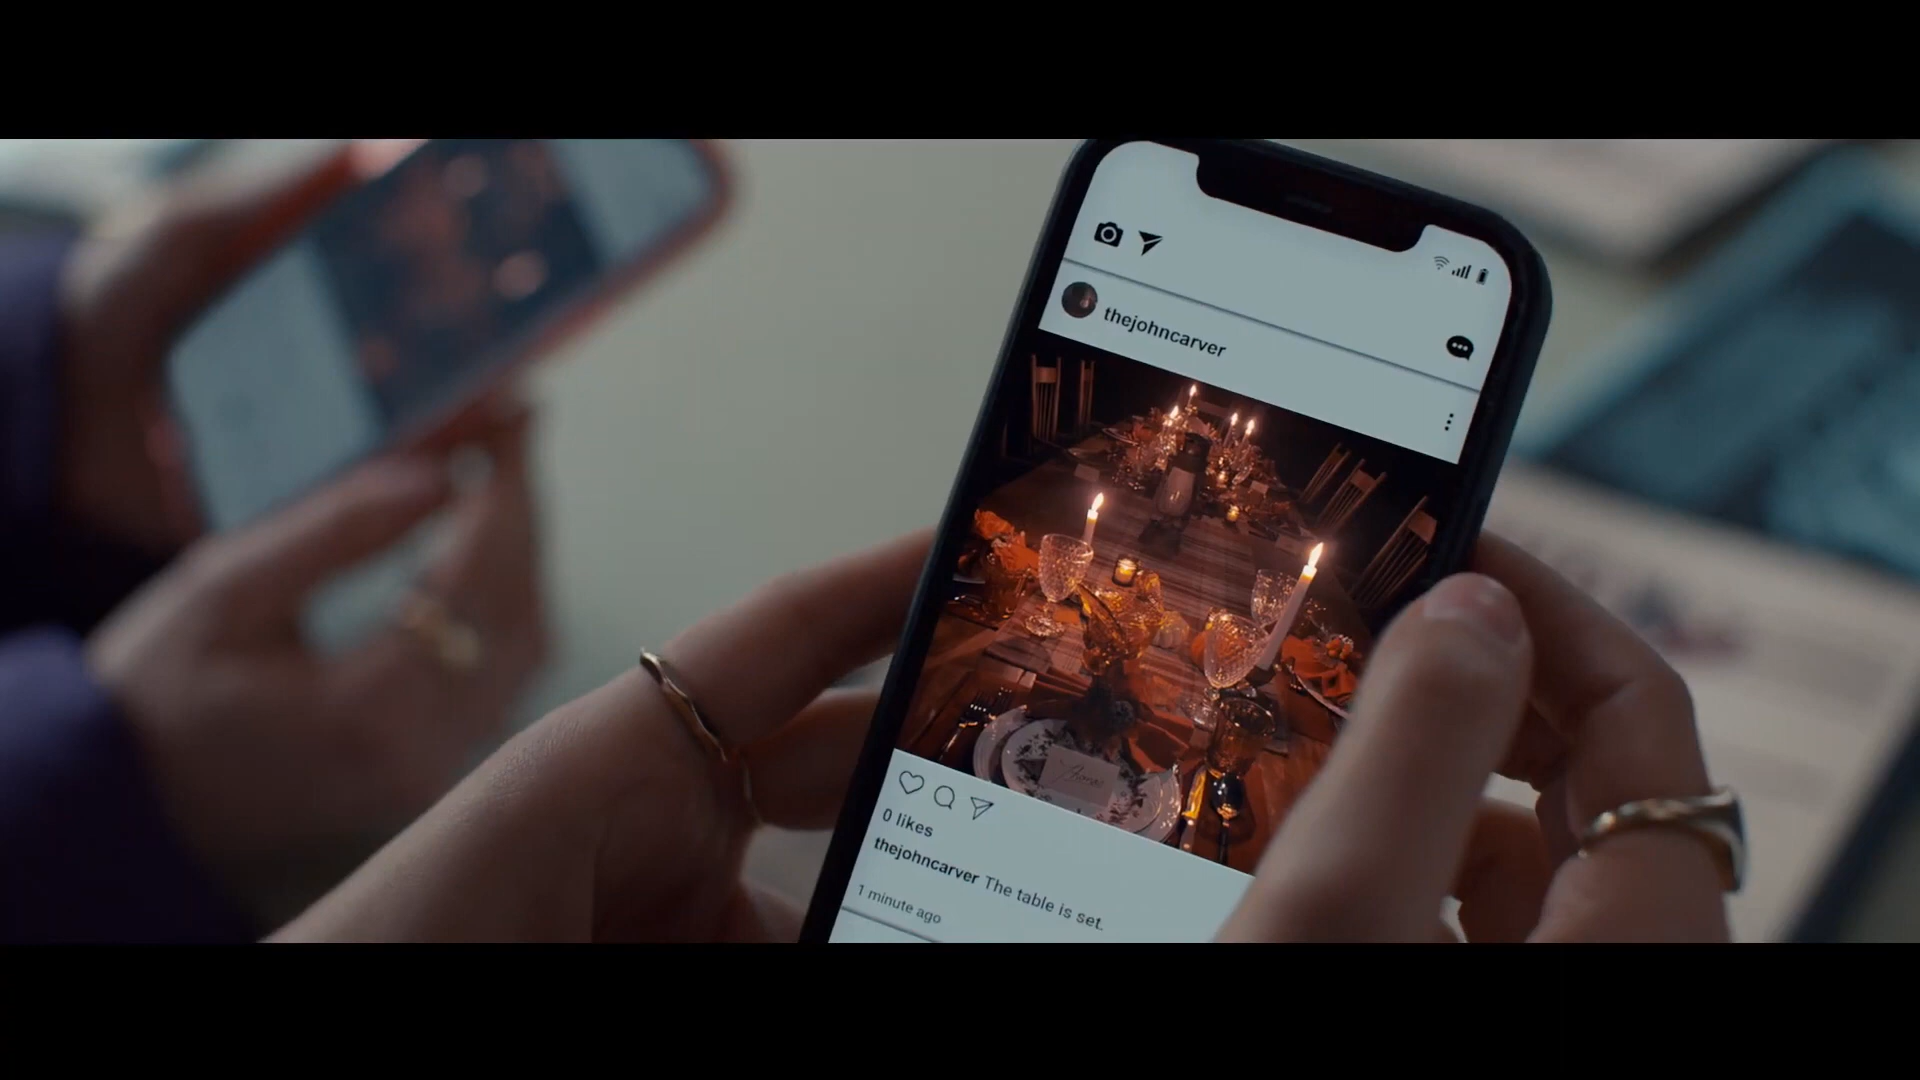 thejohncarver
0 likes
thejohncarver The table is set.
1 minute ago